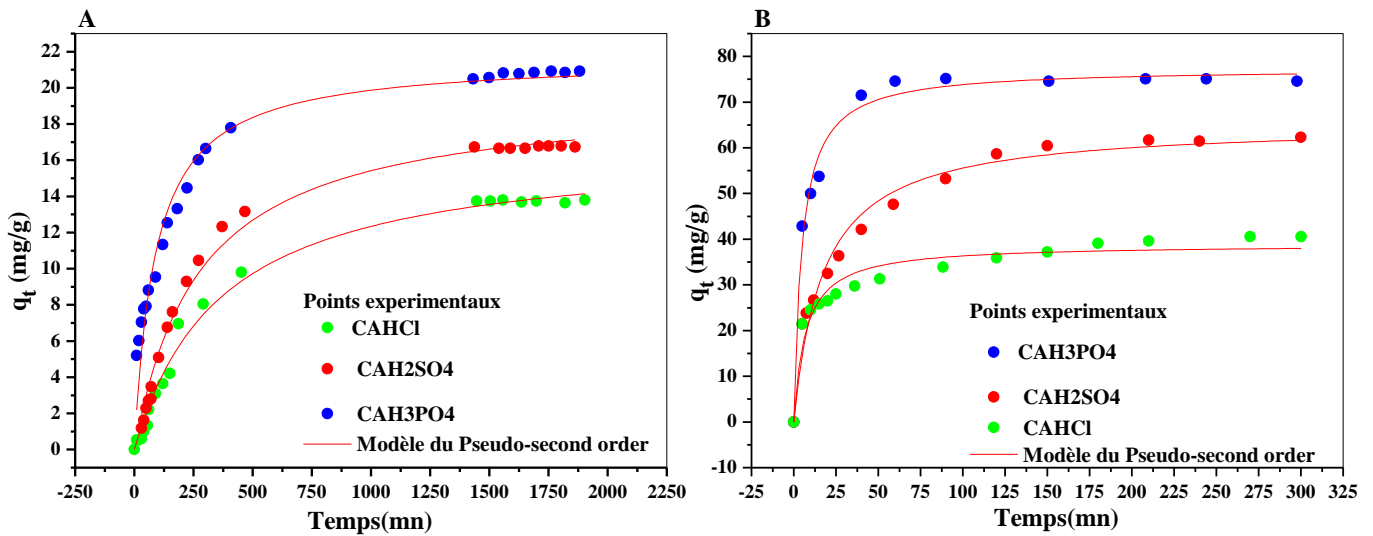 A
22
20
18
16
14
12
10
8
6
4
2
0
qt (mg/g)
Points experimentaux
CAHCl
CAH2SO4
CAH3PO4
Modèle du Pseudo-second order
-250 0 250 500 750 1000 1250 1500 1750 2000 2250
Temps(mn)
B
80
70
60
50
40
30
20
10
0
-10
qt (mg/g)
Points experimentaux
CAH3PO4
CAH2SO4
CAHCl
Modèle du Pseudo-second order
-25 0 25 50 75 100 125 150 175 200 225 250 275 300 325
Temps(mn)